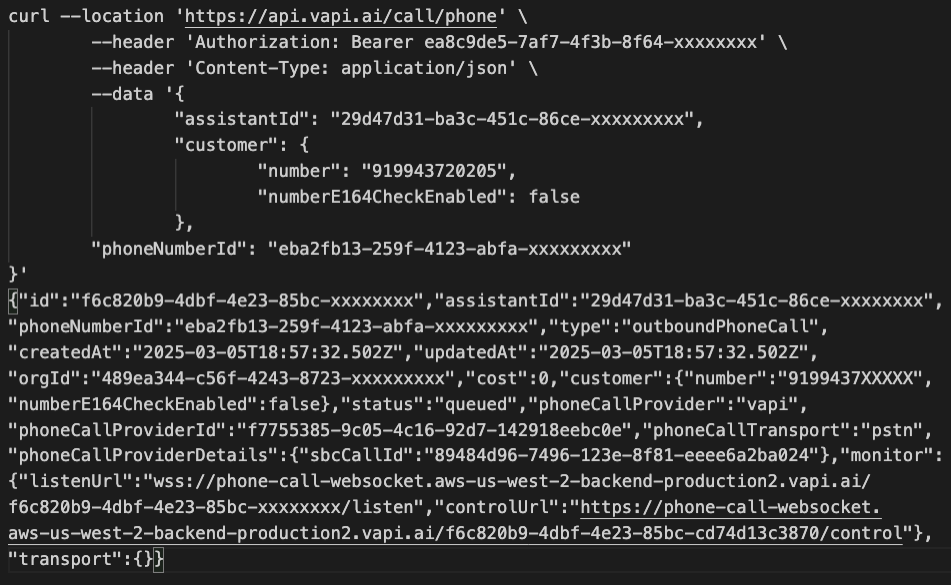 curl --location 'https://api.vapi.ai/call/phone' \
--header 'Authorization: Bearer ea8c9de5-7af7-4f3b-8f64-xxxxxxxx' \
--header 'Content-Type: application/json' \
--data '{
"assistantId": "29d47d31-ba3c-451c-86ce-xxxxxxxxx",
"customer": {
"number": "919943720205",
"numberE164CheckEnabled": false
},
"phoneNumberId": "eba2fb13-259f-4123-abfa-xxxxxxxxx"
}'
{"id":"f6c820b9-4dbf-4e23-85bc-xxxxxxxx","assistantId":"29d47d31-ba3c-451c-86ce-xxxxxxxx",
"phoneNumberId":"eba2fb13-259f-4123-abfa-xxxxxxxxx","type":"outboundPhoneCall",
"createdAt":"2025-03-05T18:57:32.502Z","updatedAt":"2025-03-05T18:57:32.502Z",
"orgId":"489ea344-c56f-4243-8723-xxxxxxxxx","cost":0,"customer":{"number":"9199437XXXXX",
"numberE164CheckEnabled":false},"status":"queued","phoneCallProvider":"vapi",
"phoneCallProviderId":"f7755385-9c05-4c16-92d7-142918eebc0e","phoneCallTransport":"pstn",
"phoneCallProviderDetails":{"sbcCallId":"89484d96-7496-123e-8f81-eeee6a2ba024"},"monitor":
{"listenUrl":"wss://phone-call-websocket.aws-us-west-2-backend-production2.vapi.ai/
f6c820b9-4dbf-4e23-85bc-xxxxxxxx/listen","controlUrl":"https://phone-call-websocket.
aws-us-west-2-backend-production2.vapi.ai/f6c820b9-4dbf-4e23-85bc-cd74d13c3870/control"},
"transport":{}}